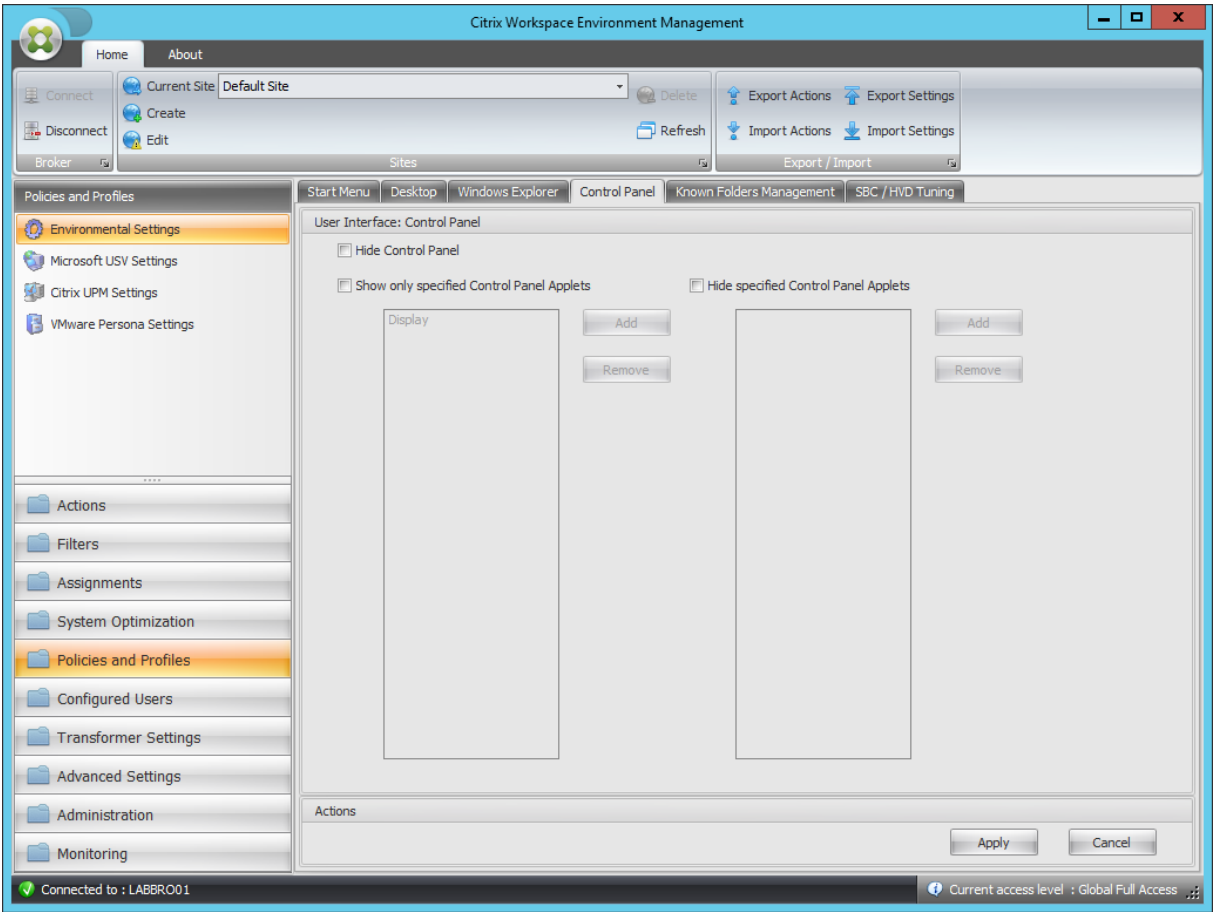 Citrix Workspace Environment Management
Home About
Connect
Disconnect
Broker
Current Site Default Site
Create
Edit
Delete
Refresh
Sites
Export Actions Export Settings
Import Actions Import Settings
Export / Import
Policies and Profiles
Environmental Settings
Microsoft USV Settings
Citrix UPM Settings
VMware Persona Settings
Actions
Filters
Assignments
System Optimization
Policies and Profiles
Configured Users
Transformer Settings
Advanced Settings
Administration
Monitoring
Start Menu Desktop Windows Explorer Control Panel Known Folders Management SBC / HVD Tuning
User Interface: Control Panel
Hide Control Panel
Show only specified Control Panel Applets
Display
Add
Remove
Hide specified Control Panel Applets
Add
Remove
Actions
Apply Cancel
Connected to : LABBRO01
Current access level : Global Full Access